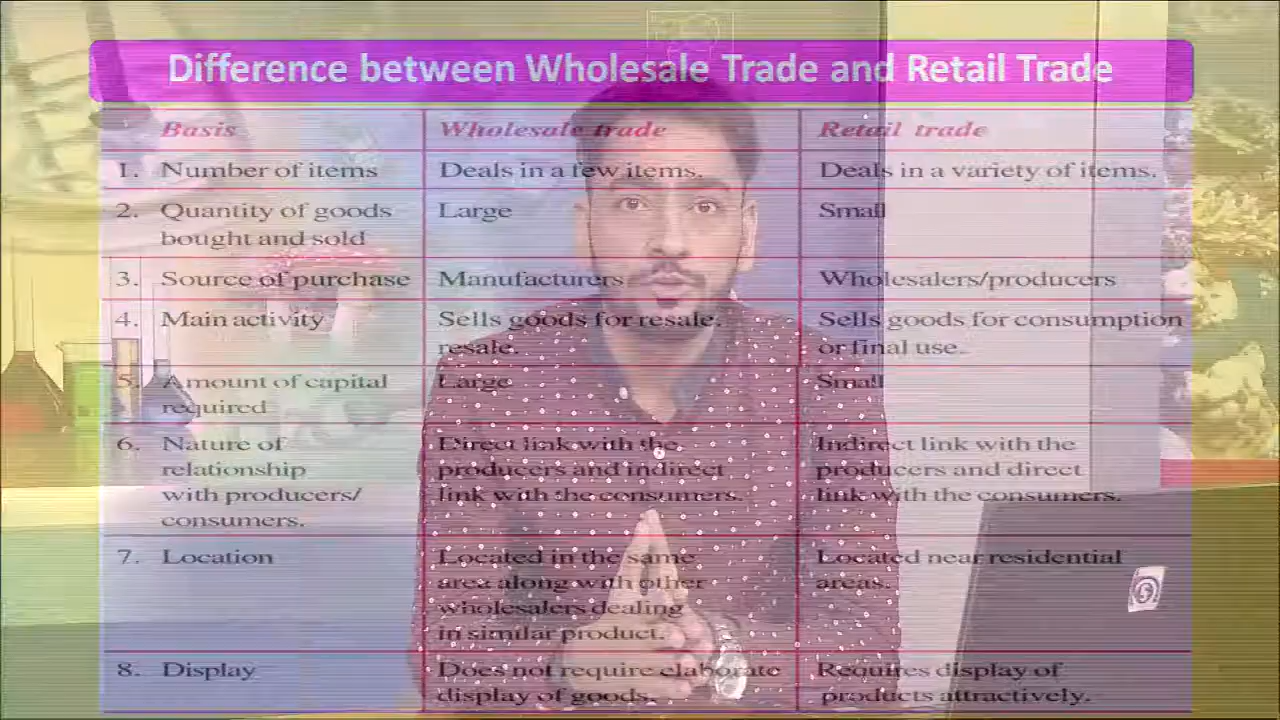 Difference between Wholesale Trade and Retail Trade
Basis Wholesale trade Retail trade
1. Number of items Deals in a few items. Deals in a variety of items.
2. Quantity of goods Large Small
bought and sold
3. Source of purchase Manufacturers Wholesalers/producers
4. Main activity Sells goods for resale. Sells goods for consumption
resale. or final use.
5. Amount of capital Large Small
required
6. Nature of Direct link with the Indirect link with the
relationship producers and indirect producers and direct
with producers/ link with the consumers. link with the consumers.
consumers.
7. Location Located in the same Located near residential
area along with other areas.
wholesalers dealing
in similar product.
8. Display Does not require elaborate Requires display of
display of goods. products attractively.